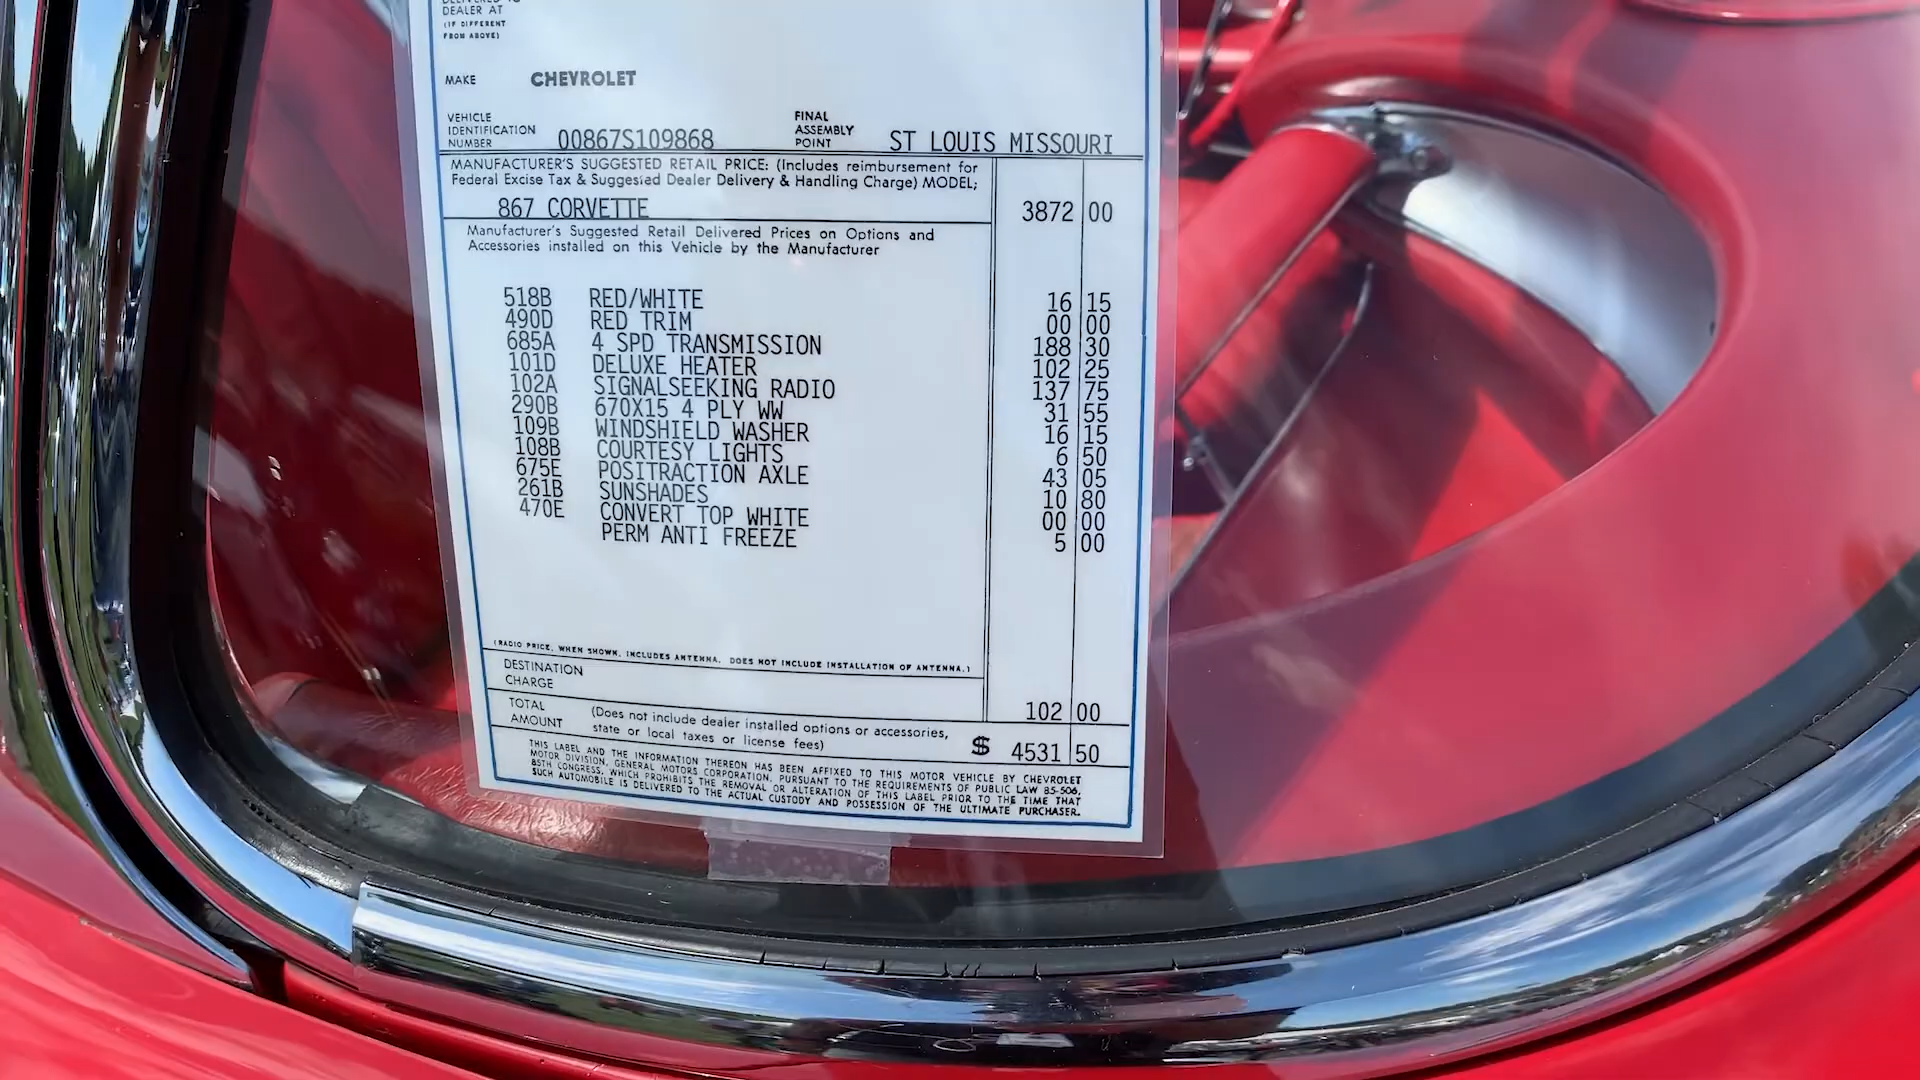 DEALER AT
(IF DIFFERENT
FROM ABOVE)
MAKE CHEVROLET
VEHICLE IDENTIFICATION NUMBER 00867S109868 FINAL ASSEMBLY POINT ST LOUIS MISSOURI
MANUFACTURER'S SUGGESTED RETAIL PRICE: (Includes reimbursement for
Federal Excise Tax & Suggested Dealer Delivery & Handling Charge) MODEL;
867 CORVETTE 3872 00
Manufacturer's Suggested Retail Delivered Prices on Options and
Accessories installed on this Vehicle by the Manufacturer
518B RED/WHITE 16 15
490D RED TRIM 00 00
685A 4 SPD TRANSMISSION 188 30
101D DELUXE HEATER 102 25
102A SIGNALSEEKING RADIO 137 75
290B 670X15 4 PLY WW 31 55
109B WINDSHIELD WASHER 16 15
108B COURTESY LIGHTS 6 50
675E POSITRACTION AXLE 43 05
261B SUNSHADES 10 80
470E CONVERT TOP WHITE 00 00
PERM ANTI FREEZE 5 00
(RADIO PRICE, WHEN SHOWN, INCLUDES ANTENNA. DOES NOT INCLUDE INSTALLATION OF ANTENNA.)
DESTINATION
CHARGE 102 00
TOTAL AMOUNT (Does not include dealer installed options or accessories,
state or local taxes or license fees) $ 4531 50
THIS LABEL AND THE INFORMATION THEREON HAS BEEN AFFIXED TO THIS MOTOR VEHICLE BY CHEVROLET
MOTOR DIVISION, GENERAL MOTORS CORPORATION, PURSUANT TO THE REQUIREMENTS OF PUBLIC LAW 85-506,
85TH CONGRESS, WHICH PROHIBITS THE REMOVAL OR ALTERATION OF THIS LABEL PRIOR TO THE TIME THAT
SUCH AUTOMOBILE IS DELIVERED TO THE ACTUAL CUSTODY AND POSSESSION OF THE ULTIMATE PURCHASER.